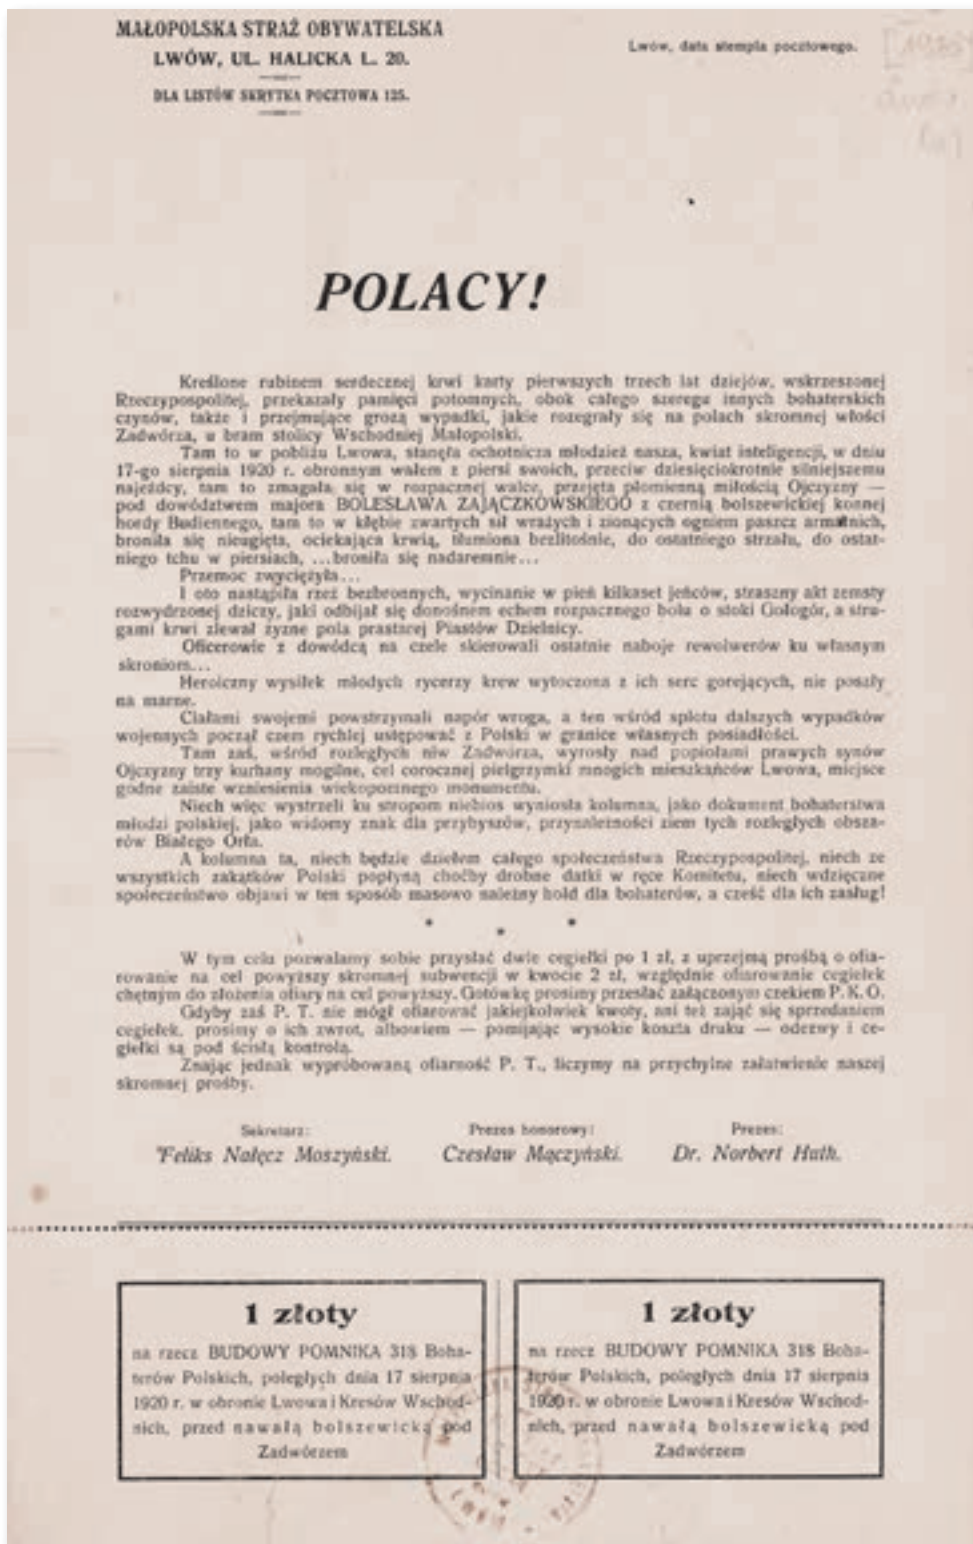 MAŁOPOLSKA STRAŻ OBYWATELSKA
LWÓW, UL. HALICKA L. 20.
DLA LISTÓW SKRYTKA POCZTOWA 125.
Lwów, data stempla pocztowego.
POLACY!
Kreślone rubinem serdecznej krwi karty pierwszych trzech lat dziejów, wskrzeszonej
Rzeczypospolitej, przekazały pamięci potomnych, obok całego szeregu innych bohaterskich
czynów, także i przejmujące grozą wypadki, jakie rozegrały się na polach skromnej włości
Zadwórza, u bram stolicy Wschodniej Małopolski.
Tam to w pobliżu Lwowa, stanęła ochotnicza młodzież nasza, kwiat inteligencji, w dniu
17-go sierpnia 1920 r. obronnym wałem z piersi swoich, przeciw dziesięciokrotnie silniejszemu
najeźdźcy, tam to zmagała się w rozpacznej walce, przejęta płomienną miłością Ojczyzny —
pod dowództwem majora BOLESŁAWA ZAJĄCZKOWSKIEGO z czernią bolszewickiej konnej
hordy Budiennego, tam to w kłębie zwartych sił wrażych i zionących ogniem paszcz armatnich,
broniła się nieugięta, ociekająca krwią, tłumiona bezlitośnie, do ostatniego strzału, do ostat-
niego tchu w piersiach, ...broniła się nadaremnie...
Przemoc zwyciężyła...
I oto nastąpiła rzeź bezbronnych, wycinanie w pień kilkaset jeńców, straszny akt zemsty
rozwydrzonej dziczy, jaki odbijał się donośnem echem rozpacznego bolu o stoki Gołogór, a stru-
gami krwi zlewał żyzne pola prastarej Piastów Dzielnicy.
Oficerowie z dowódcą na czele skierowali ostatnie naboje rewolwerów ku własnym
skroniom...
Heroiczny wysiłek młodych rycerzy krew wytoczona z ich serc gorejących, nie poszły
na marne.
Ciałami swojemi powstrzymali napór wroga, a ten wśród splotu dalszych wypadków
wojennych począł czem rychlej ustępować z Polski w granice własnych posiadłości.
Tam zaś, wśród rozległych niw Zadwórza, wyrosły nad popiołami prawych synów
Ojczyzny trzy kurhany mogilne, cel corocznej pielgrzymki mnogich mieszkańców Lwowa, miejsce
godne zaiste wzniesienia wiekopomnego monumentu.
Niech więc wystrzeli ku stropom niebios wyniosła kolumna, jako dokument bohaterstwa
młodzi polskiej, jako widomy znak dla przybyszów, przynależności ziem tych rozległych obsza-
rów Białego Orła.
A kolumna ta, niech będzie dziełem całego społeczeństwa Rzeczypospolitej, niech ze
wszystkich zakątków Polski popłyną choćby drobne datki w ręce Komitetu, niech wdzięczne
społeczeństwo objawi w ten sposób masowo należny hołd dla bohaterów, a cześć dla ich zasług!
* * *
W tym celu pozwalamy sobie przysłać dwie cegiełki po 1 zł, z uprzejmą prośbą o ofia-
rowanie na cel powyższy skromnej subwencji w kwocie 2 zł, względnie ofiarowanie cegiełek
chętnym do złożenia ofiary na cel powyższy. Gotówkę prosimy przesłać załączonym czekiem P. K. O.
Gdyby zaś P. T. nie mógł ofiarować jakiejkolwiek kwoty, ani też zająć się sprzedaniem
cegiełek, prosimy o ich zwrot, albowiem — pomijając wysokie koszta druku — odezwy i ce-
giełki są pod ścisłą kontrolą.
Znając jednak wypróbowaną ofiarność P. T., liczymy na przychylne załatwienie naszej
skromnej prośby.
Sekretarz:
Feliks Nałęcz Moszyński.
Prezes honorowy:
Czesław Mączyński.
Prezes:
Dr. Norbert Huth.
1 złoty
na rzecz BUDOWY POMNIKA 318 Boha-
terów Polskich, poległych dnia 17 sierpnia
1920 r. w obronie Lwowa i Kresów Wschod-
nich, przed nawałą bolszewicką pod
Zadwórzem
1 złoty
na rzecz BUDOWY POMNIKA 318 Boha-
terów Polskich, poległych dnia 17 sierpnia
1920 r. w obronie Lwowa i Kresów Wschod-
nich, przed nawałą bolszewicką pod
Zadwórzem